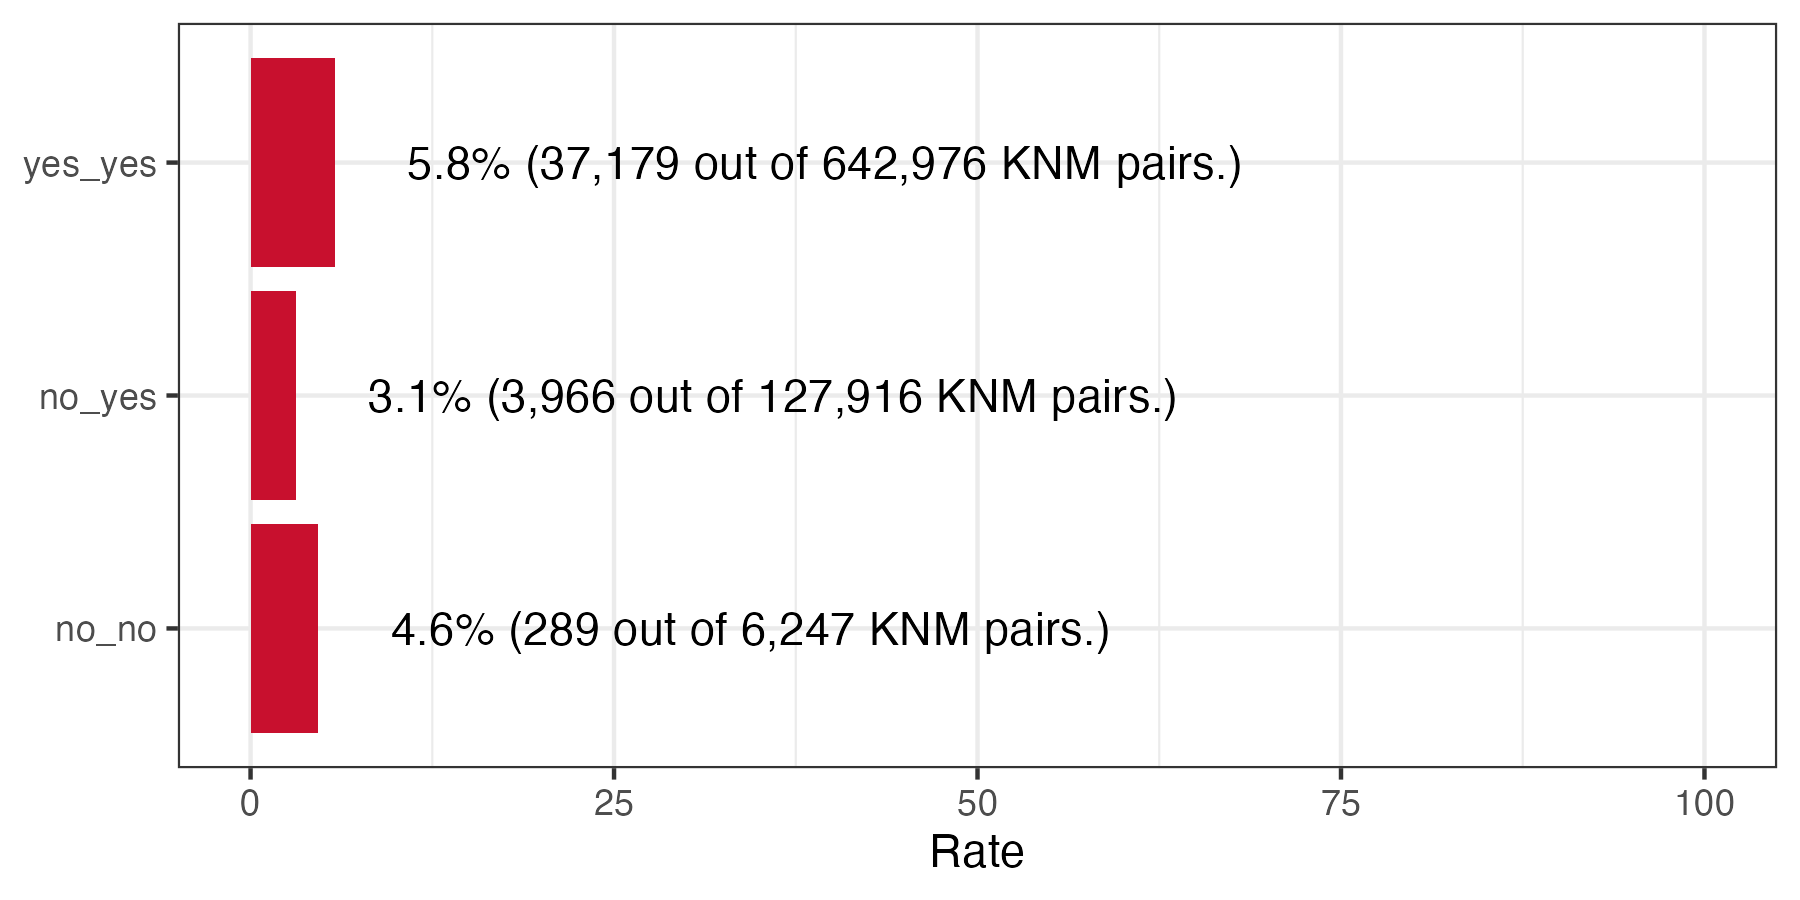 yes_yes
5.8% (37,179 out of 642,976 KNM pairs.)
no_yes
3.1% (3,966 out of 127,916 KNM pairs.)
no_no
4.6% (289 out of 6,247 KNM pairs.)
0 25 50 75 100
Rate